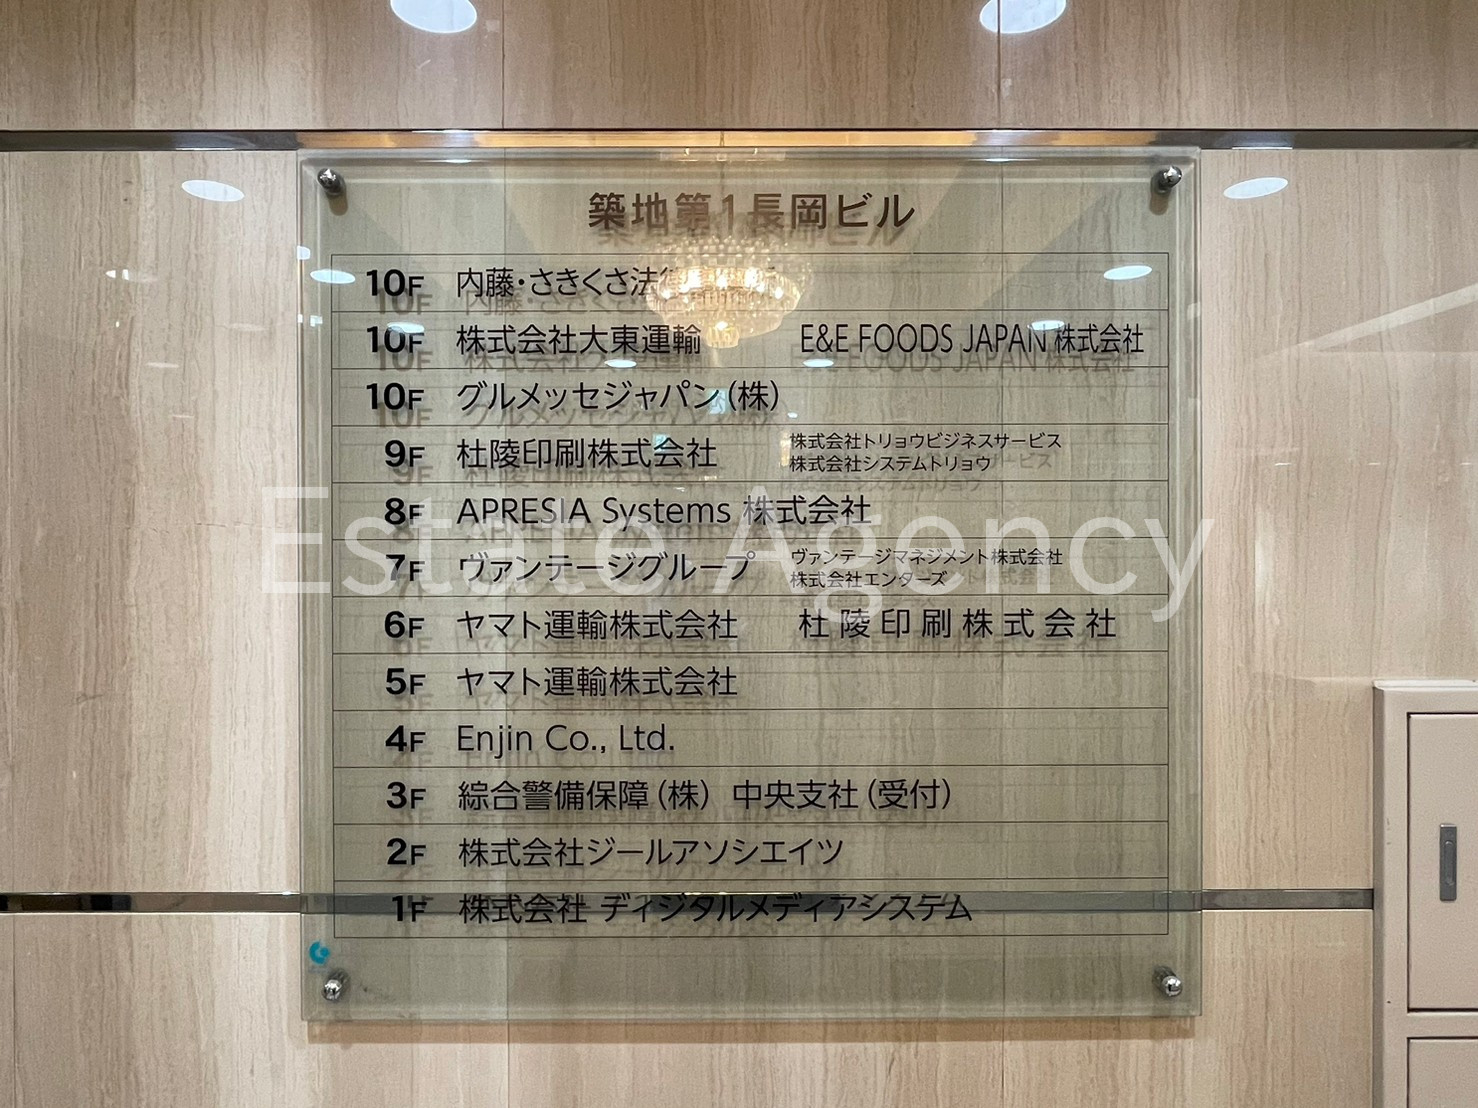 築地第1長岡ビル
10F 内藤・さきくさ法
10F 株式会社大東運輸 E&E FOODS JAPAN 株式会社
10F グルメッセジャパン(株)
9F 杜陵印刷株式会社 株式会社トリョウビジネスサービス
株式会社システムトリョウ
8F APRESIA Systems 株式会社
7F ヴァンテージグループ ヴァンテージマネジメント株式会社
株式会社エンターズ
6F ヤマト運輸株式会社 杜陵印刷株式会社
5F ヤマト運輸株式会社
4F Enjin Co., Ltd.
3F 綜合警備保障(株) 中央支社(受付)
2F 株式会社ジールアソシエイツ
1F 株式会社 ディジタルメディアシステム
Estate Agency